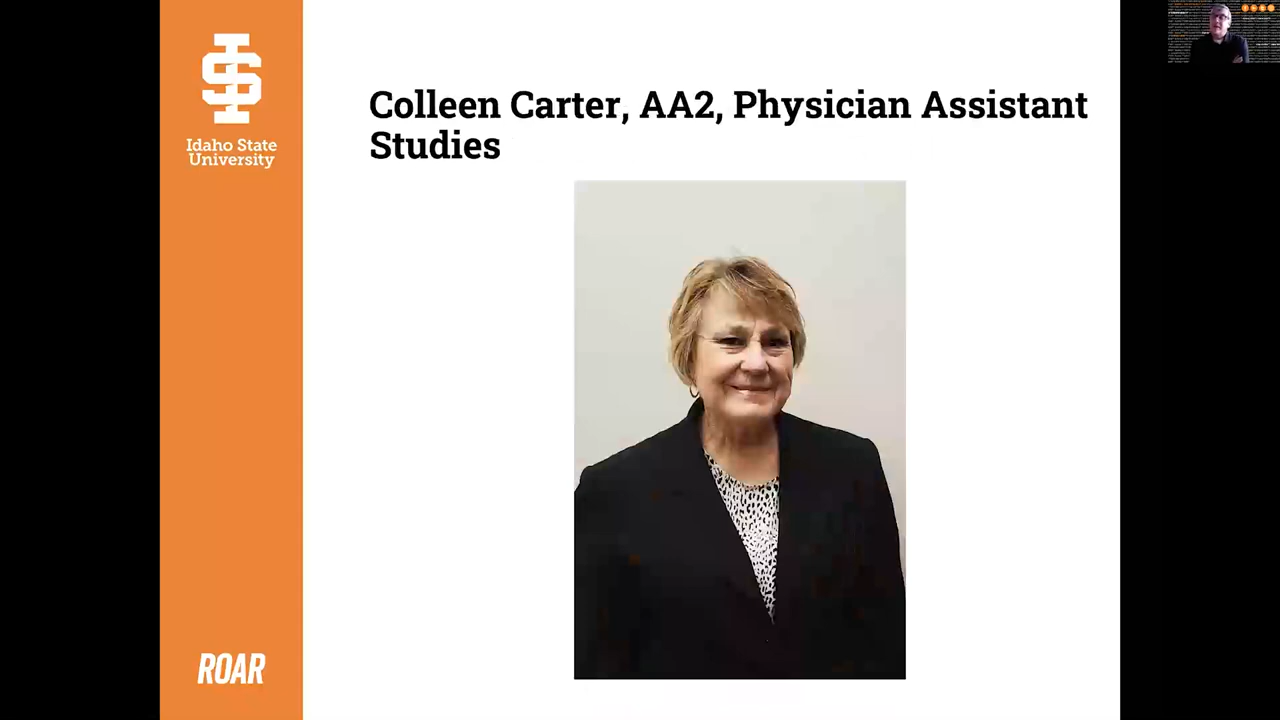 Idaho State
University
Colleen Carter, AA2, Physician Assistant
Studies
ROAR